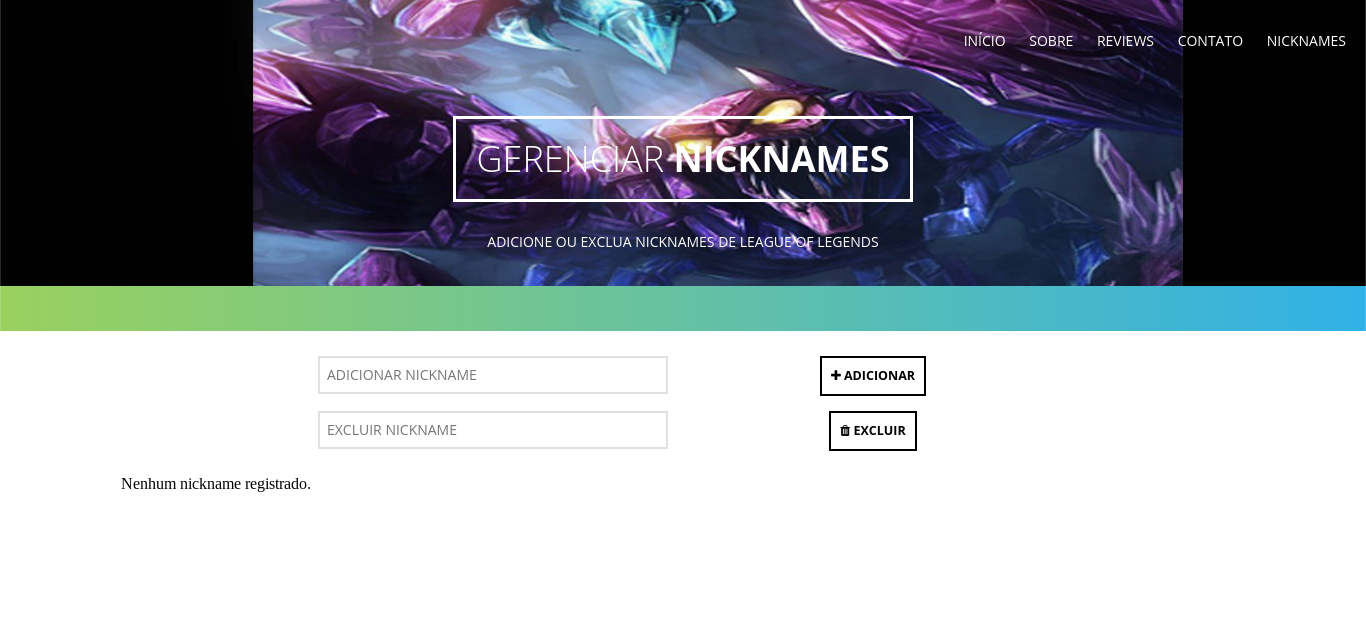 INÍCIO SOBRE REVIEWS CONTATO NICKNAMES
GERENCIAR NICKNAMES
ADICIONE OU EXCLUA NICKNAMES DE LEAGUE OF LEGENDS
ADICIONAR NICKNAME
ADICIONAR
EXCLUIR NICKNAME
EXCLUIR
Nenhum nickname registrado.